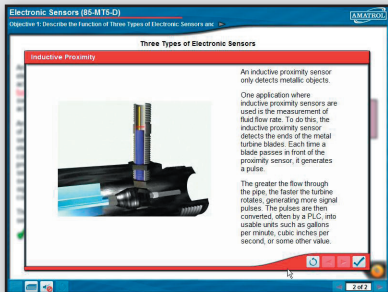 Electronic Sensors (85-MT5-D)
AMATROL
Objective 1: Describe the Function of Three Types of Electronic Sensors and
Three Types of Electronic Sensors
Inductive Proximity
An inductive proximity sensor
only detects metallic objects.
One application where
inductive proximity sensors are
used is the measurement of
fluid flow rate. To do this, the
inductive proximity sensor
detects the ends of the metal
turbine blades. Each time a
blade passes in front of the
proximity sensor, it generates
a pulse.
The greater the flow through
the pipe, the faster the turbine
rotates, generating more signal
pulses. The pulses are then
converted, often by a PLC, into
usable units such as gallons
per minute, cubic inches per
second, or some other value.
2 of 2